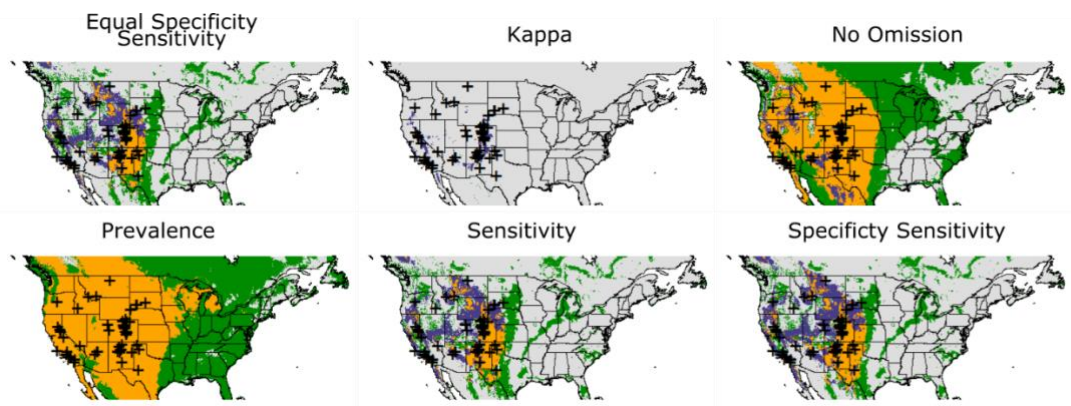 Equal Specificity
Sensitivity
Kappa
No Omission
Prevalence
Sensitivity
Specificty Sensitivity